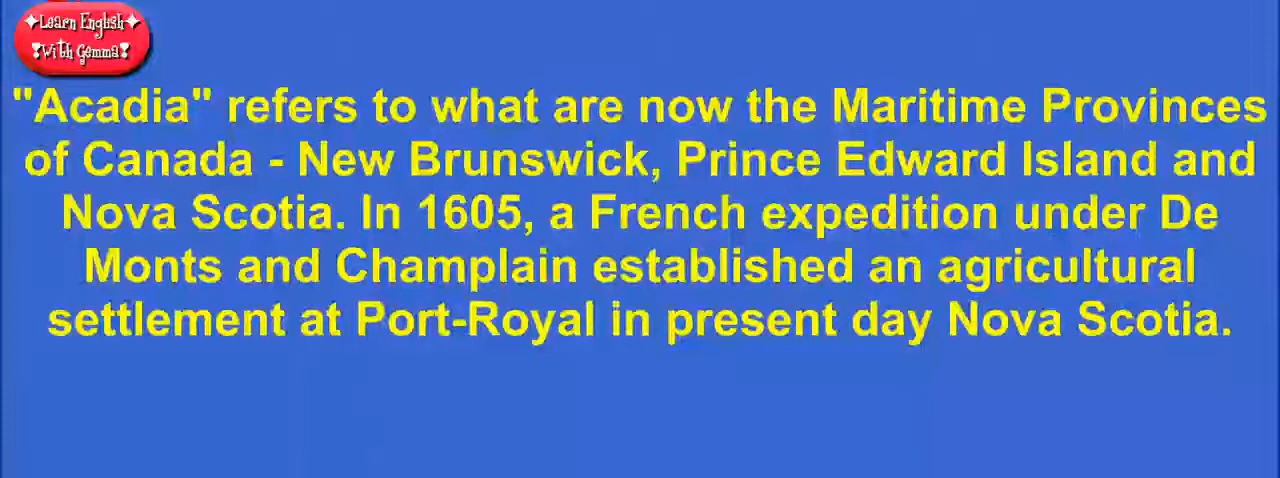 Learn English
With Gemma
"Acadia" refers to what are now the Maritime Provinces
of Canada - New Brunswick, Prince Edward Island and
Nova Scotia. In 1605, a French expedition under De
Monts and Champlain established an agricultural
settlement at Port-Royal in present day Nova Scotia.